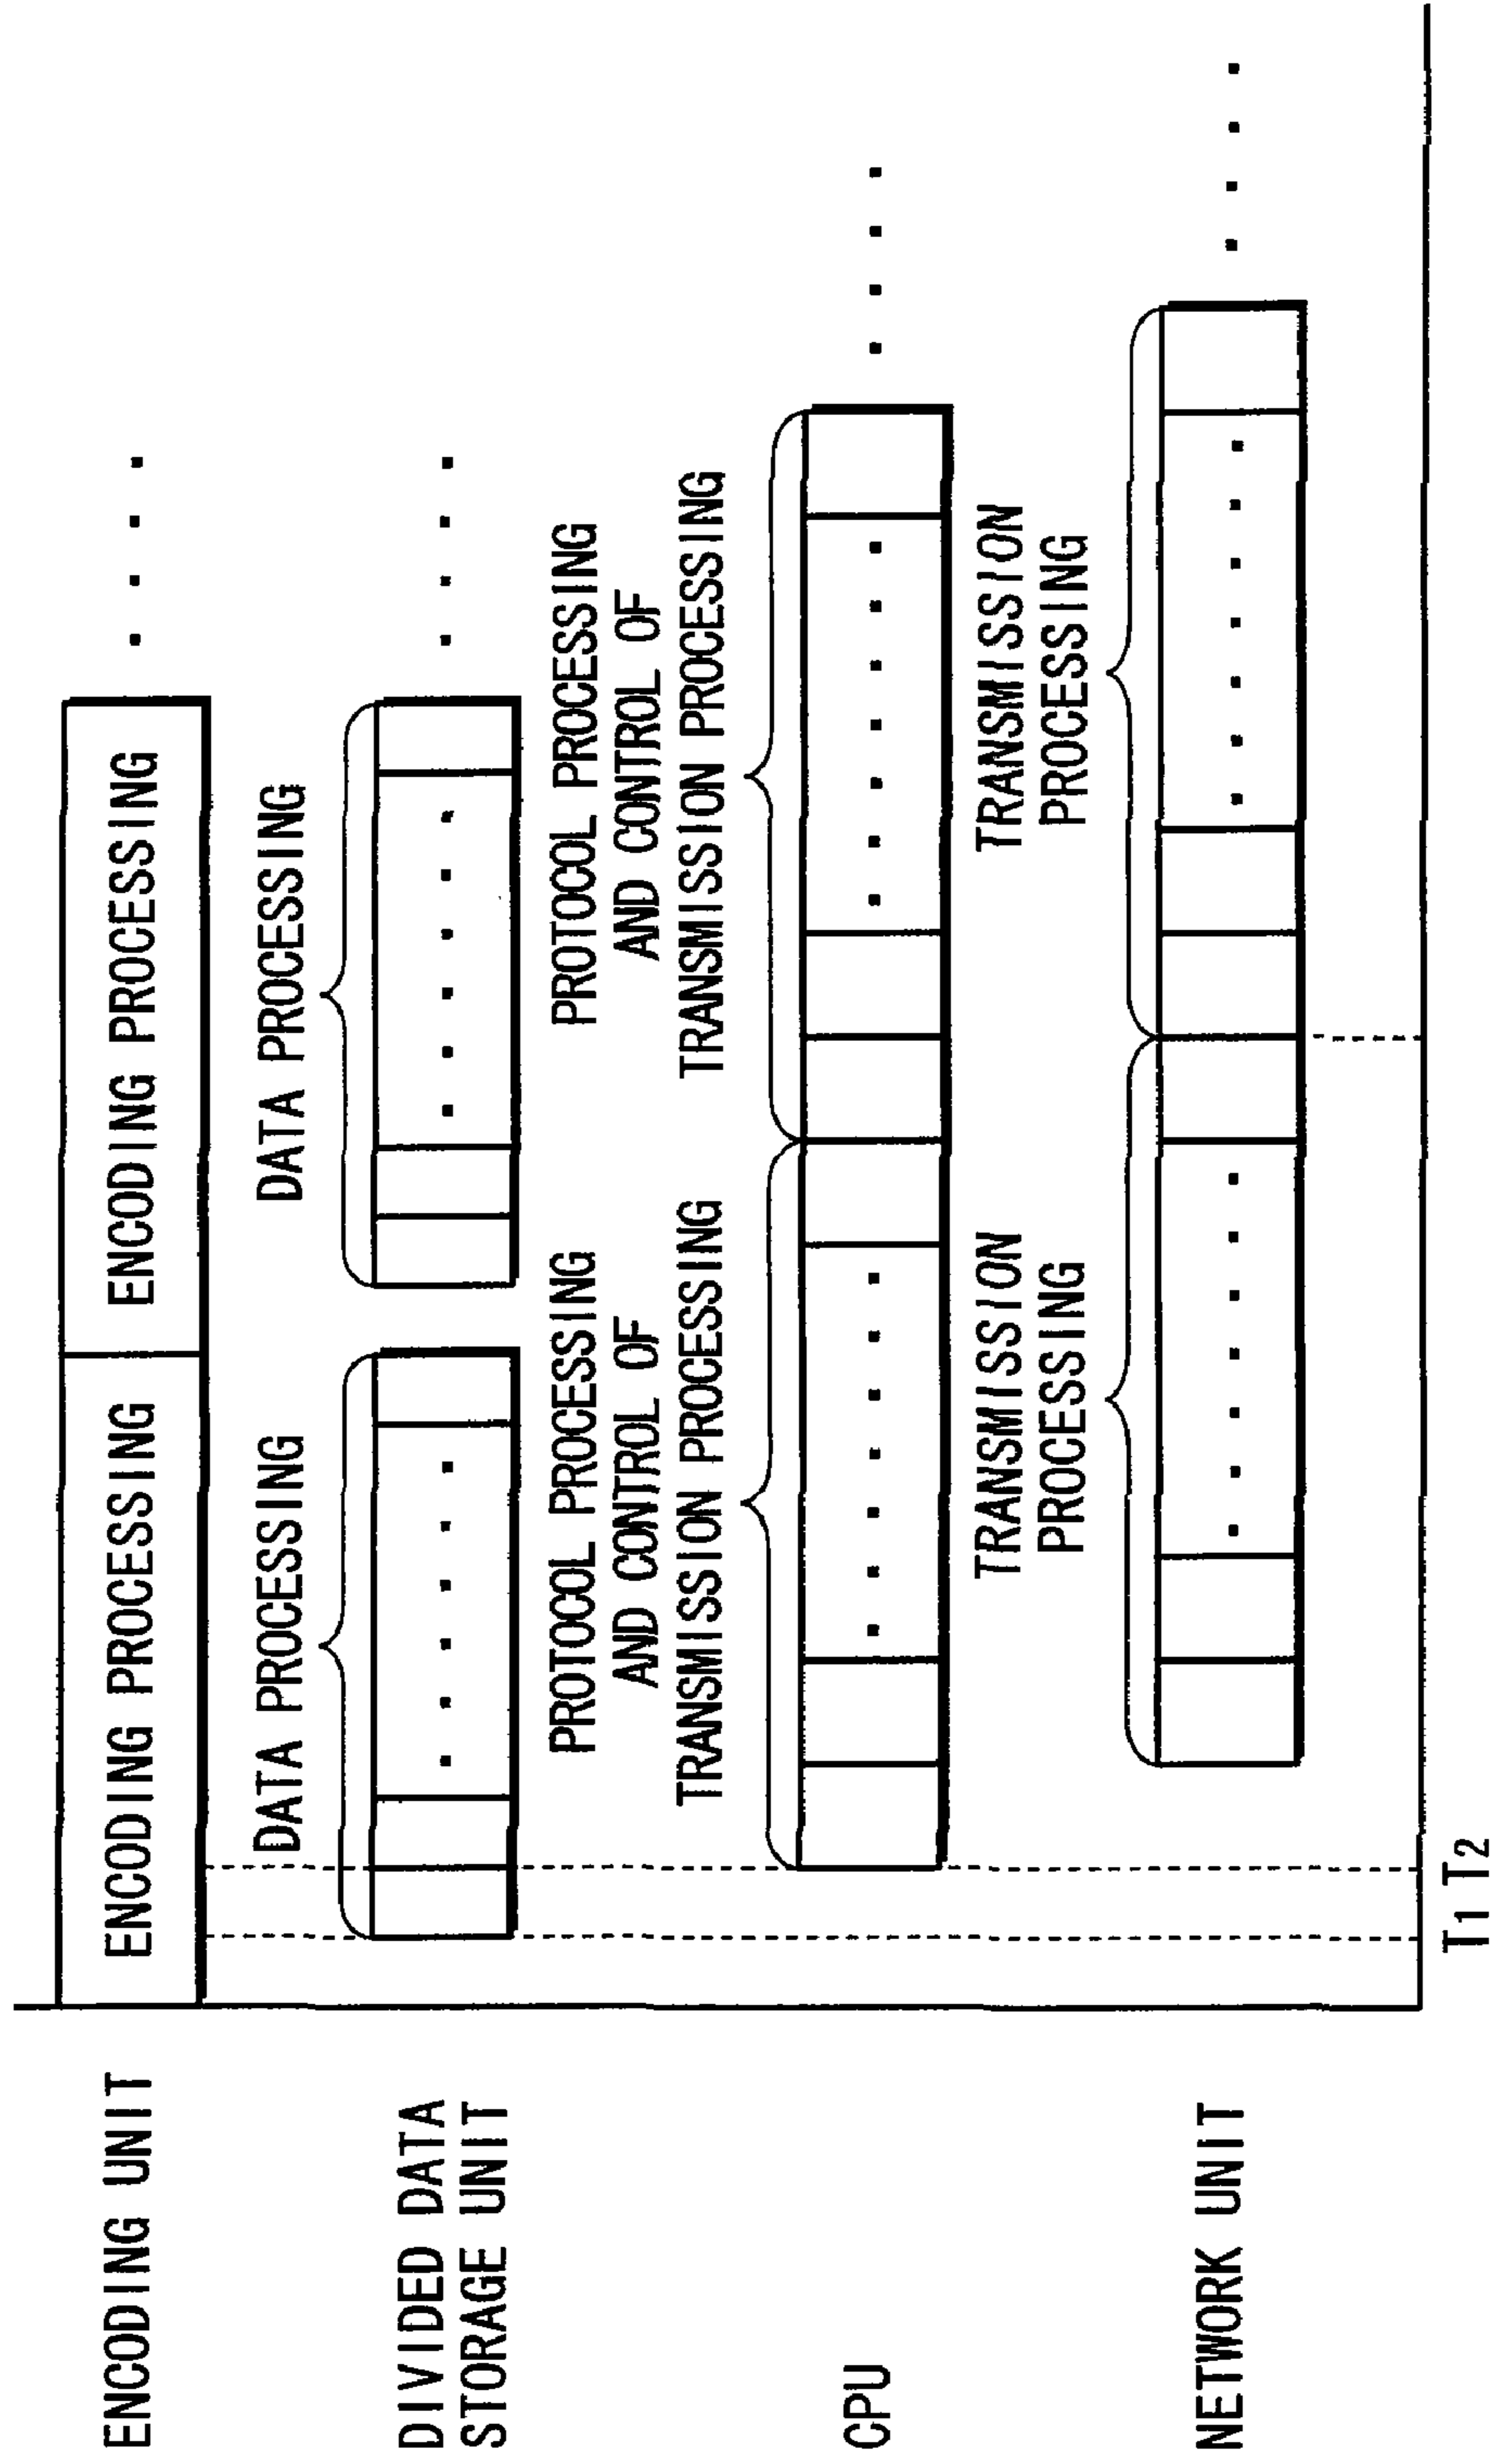 ENCODING UNIT
ENCODING PROCESSING
ENCODING PROCESSING
DIVIDED DATA
STORAGE UNIT
DATA PROCESSING
DATA PROCESSING
CPU
PROTOCOL PROCESSING
AND CONTROL OF
TRANSMISSION PROCESSING
PROTOCOL PROCESSING
AND CONTROL OF
TRANSMISSION PROCESSING
NETWORK UNIT
TRANSMISSION
PROCESSING
TRANSMISSION
PROCESSING
T1 T2